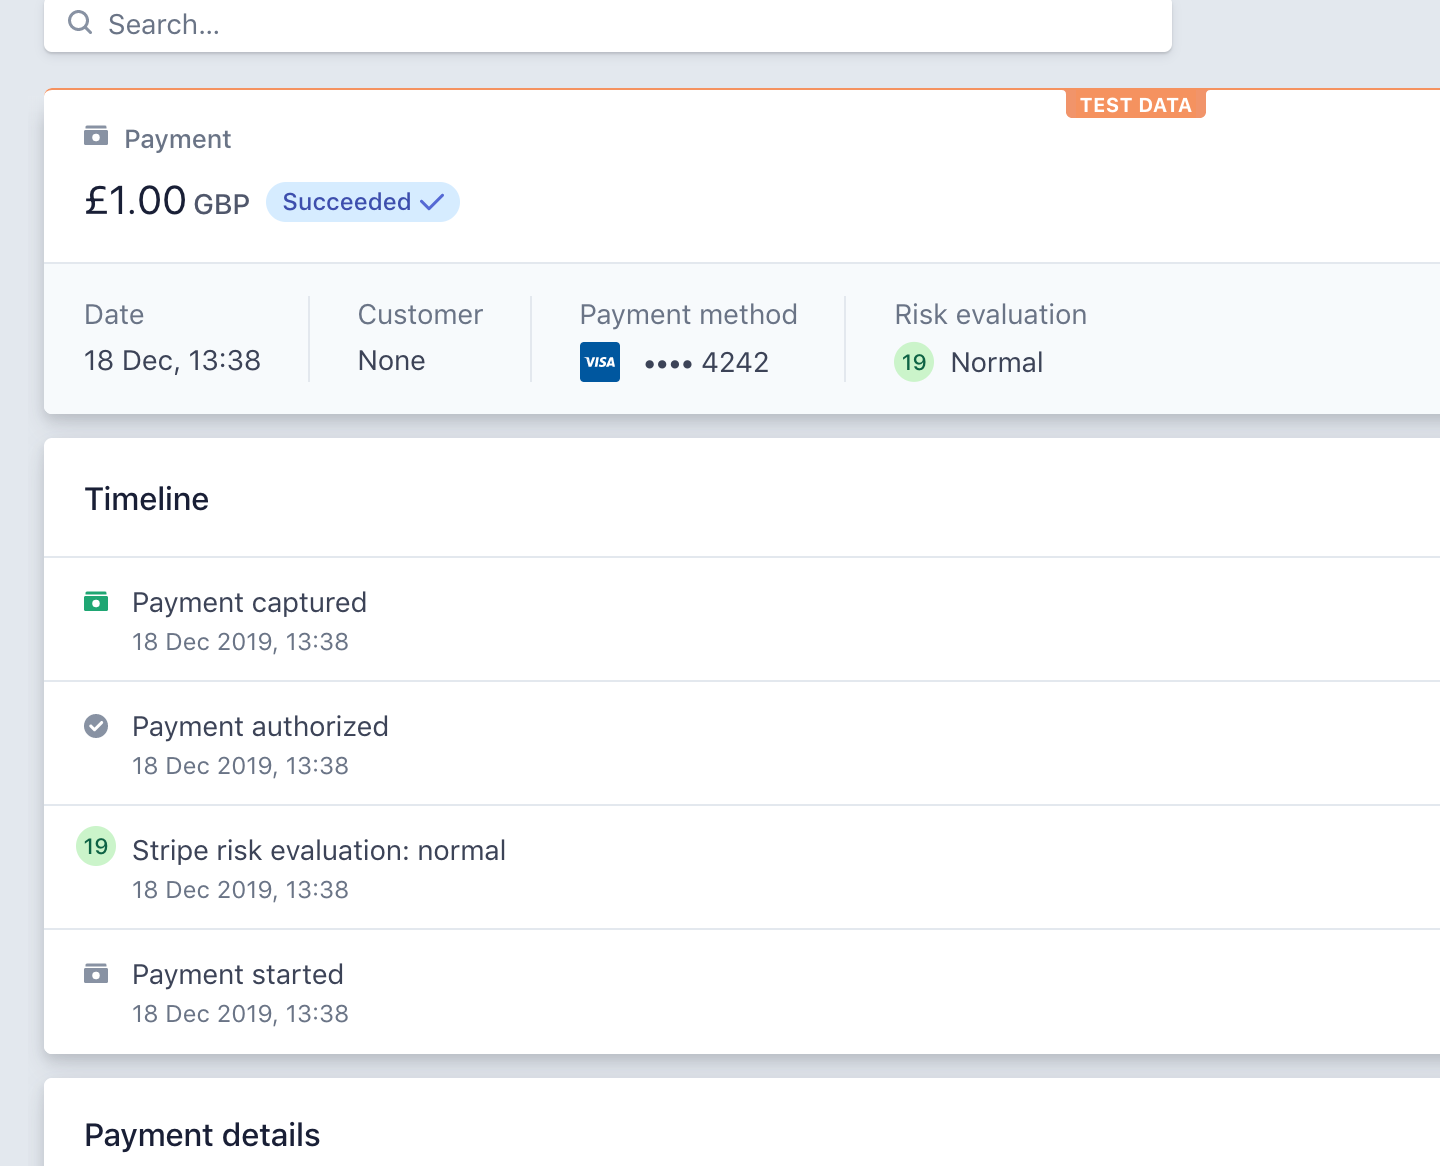 Search...
TEST DATA
Payment
£1.00 GBP Succeeded
Date Customer Payment method Risk evaluation
18 Dec, 13:38 None VISA •••• 4242 19 Normal
Timeline
Payment captured
18 Dec 2019, 13:38
Payment authorized
18 Dec 2019, 13:38
19 Stripe risk evaluation: normal
18 Dec 2019, 13:38
Payment started
18 Dec 2019, 13:38
Payment details